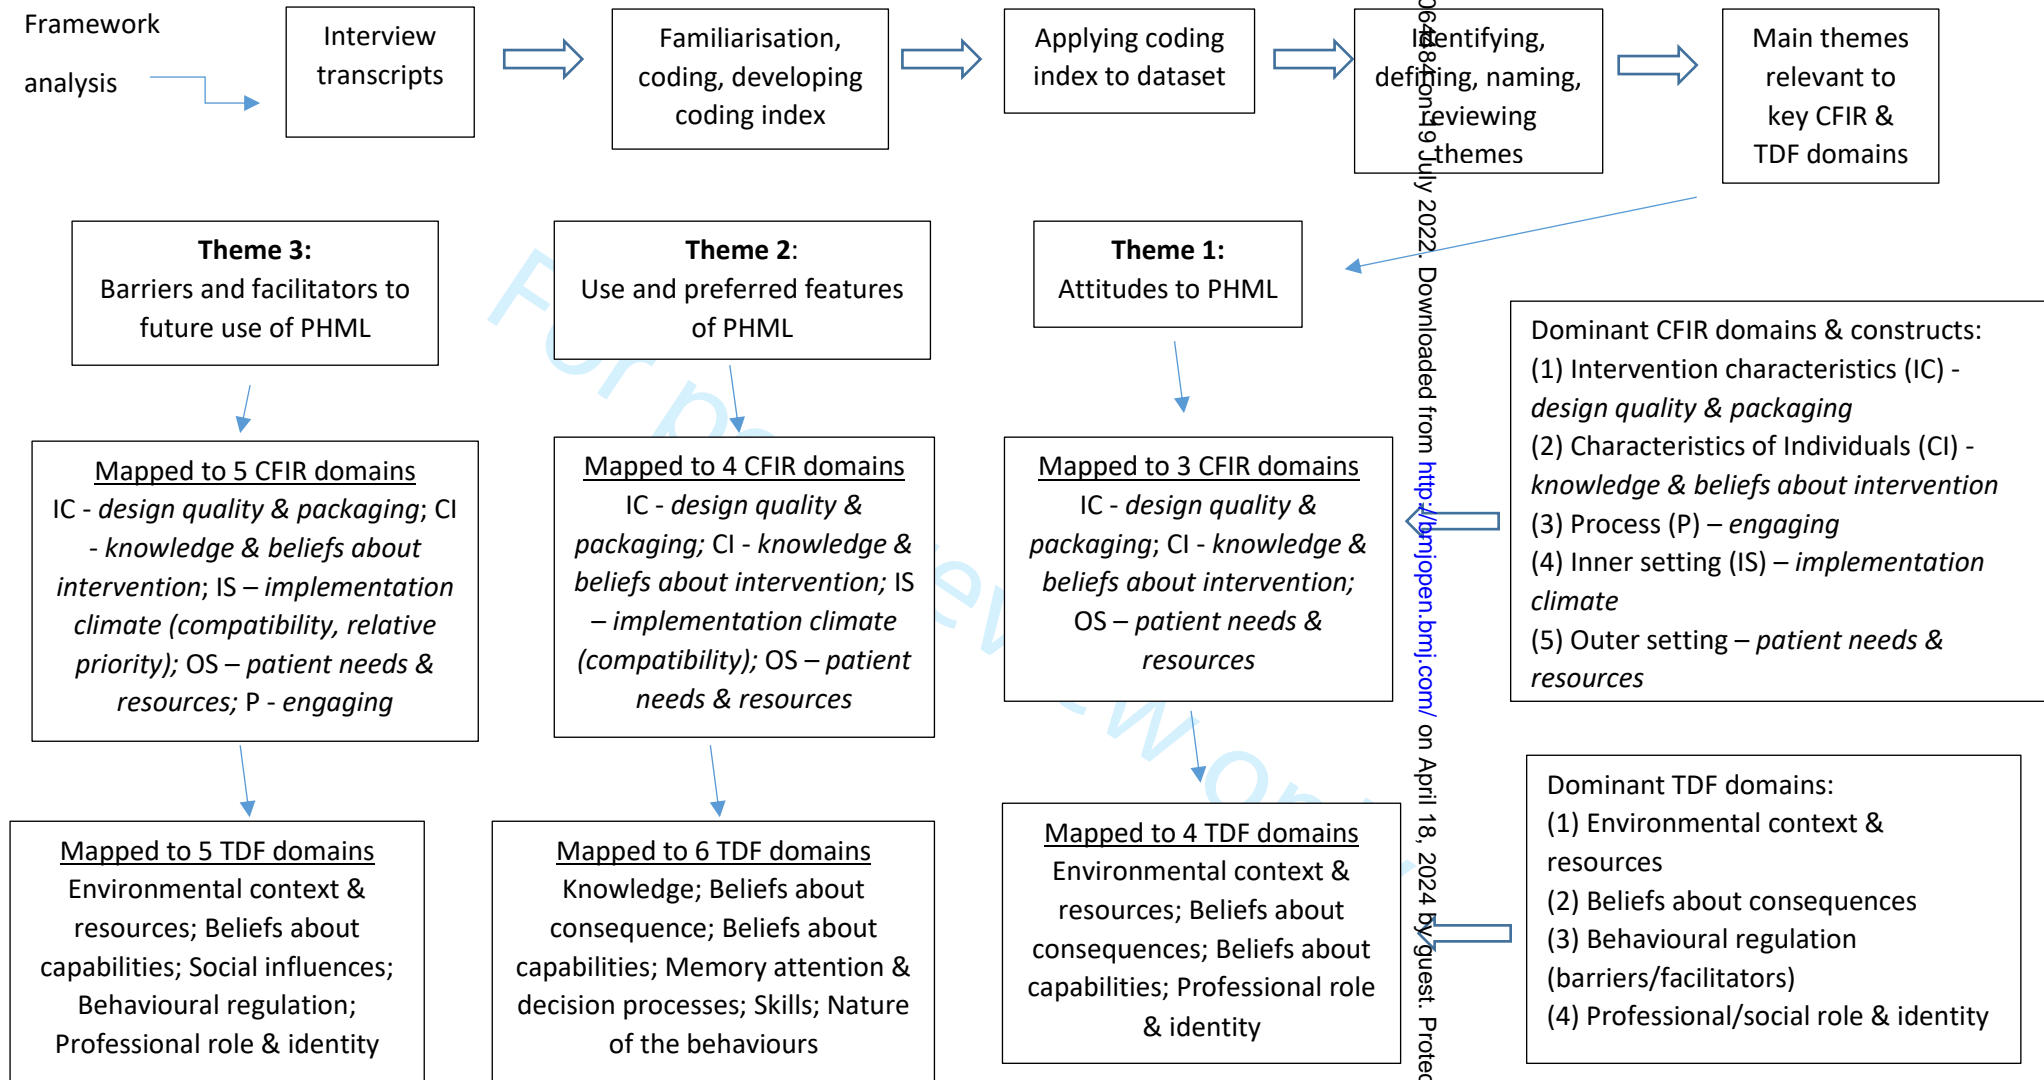 Framework
analysis
Interview
transcripts
Familiarisation,
coding, developing
coding index
Applying coding
index to dataset
Identifying,
defining, naming,
reviewing
themes
Main themes
relevant to
key CFIR &
TDF domains
Theme 3:
Barriers and facilitators to
future use of PHML
Theme 2:
Use and preferred features
of PHML
Theme 1:
Attitudes to PHML
Dominant CFIR domains & constructs:
(1) Intervention characteristics (IC) -
design quality & packaging
(2) Characteristics of Individuals (CI) -
knowledge & beliefs about intervention
(3) Process (P) – engaging
(4) Inner setting (IS) – implementation
climate
(5) Outer setting – patient needs &
resources
Mapped to 5 CFIR domains
IC - design quality & packaging; CI
- knowledge & beliefs about
intervention; IS – implementation
climate (compatibility, relative
priority); OS – patient needs &
resources; P - engaging
Mapped to 4 CFIR domains
IC - design quality &
packaging; CI - knowledge &
beliefs about intervention; IS
– implementation climate
(compatibility); OS – patient
needs & resources
Mapped to 3 CFIR domains
IC - design quality &
packaging; CI - knowledge &
beliefs about intervention;
OS – patient needs &
resources
Mapped to 5 TDF domains
Environmental context &
resources; Beliefs about
capabilities; Social influences;
Behavioural regulation;
Professional role & identity
Mapped to 6 TDF domains
Knowledge; Beliefs about
consequence; Beliefs about
capabilities; Memory attention &
decision processes; Skills; Nature
of the behaviours
Mapped to 4 TDF domains
Environmental context &
resources; Beliefs about
consequences; Beliefs about
capabilities; Professional role
& identity
Dominant TDF domains:
(1) Environmental context &
resources
(2) Beliefs about consequences
(3) Behavioural regulation
(barriers/facilitators)
(4) Professional/social role & identity
064484 on 19 July 2022. Downloaded from http://bmjopen.bmj.com/ on April 18, 2024 by guest. Protec